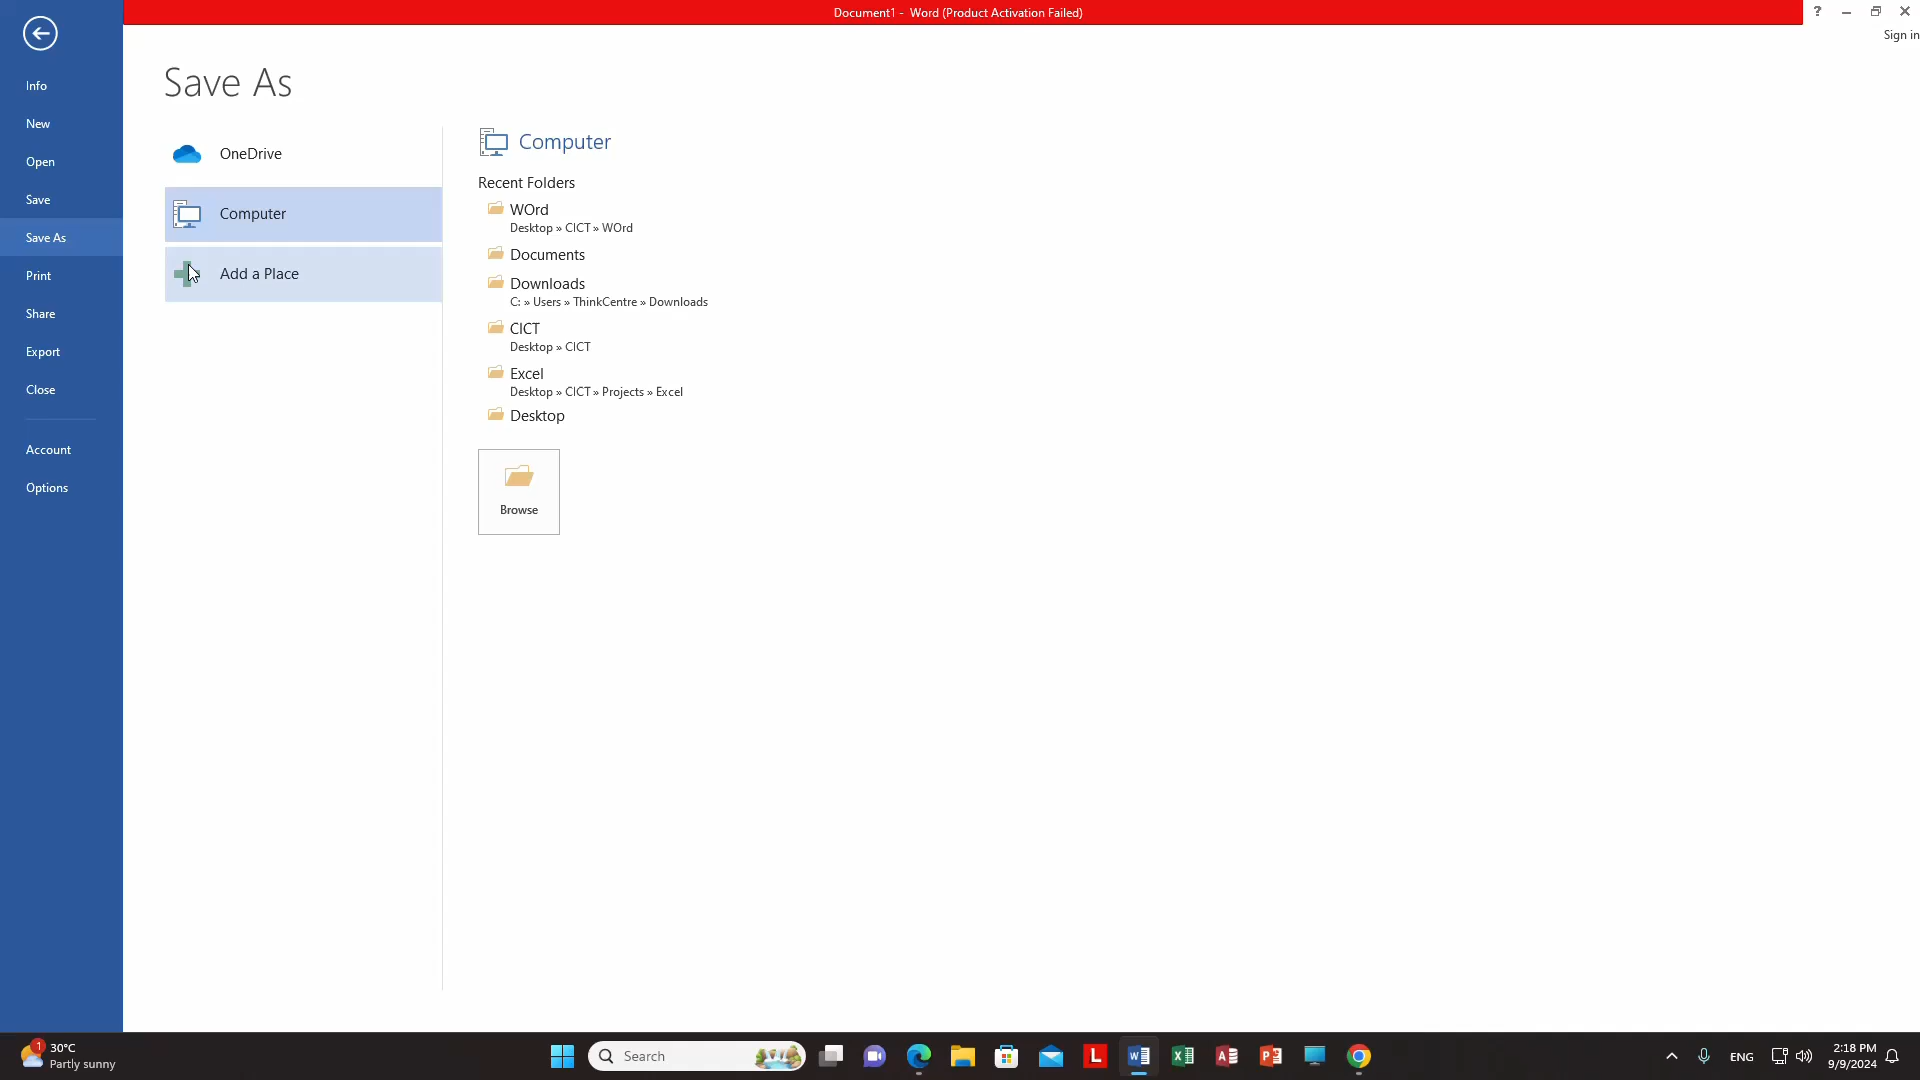 Document1 - Word (Product Activation Failed)
?
Sign in
Info
New
Open
Save
Save As
Print
Share
Export
Close
Account
Options
Save As
OneDrive
Computer
Add a Place
Computer
Recent Folders
WOrd
Desktop » CICT » WOrd
Documents
Downloads
C: » Users » ThinkCentre » Downloads
CICT
Desktop » CICT
Excel
Desktop » CICT » Projects » Excel
Desktop
Browse
1
30°C
Partly sunny
Search
L
ENG
2:18 PM
9/9/2024